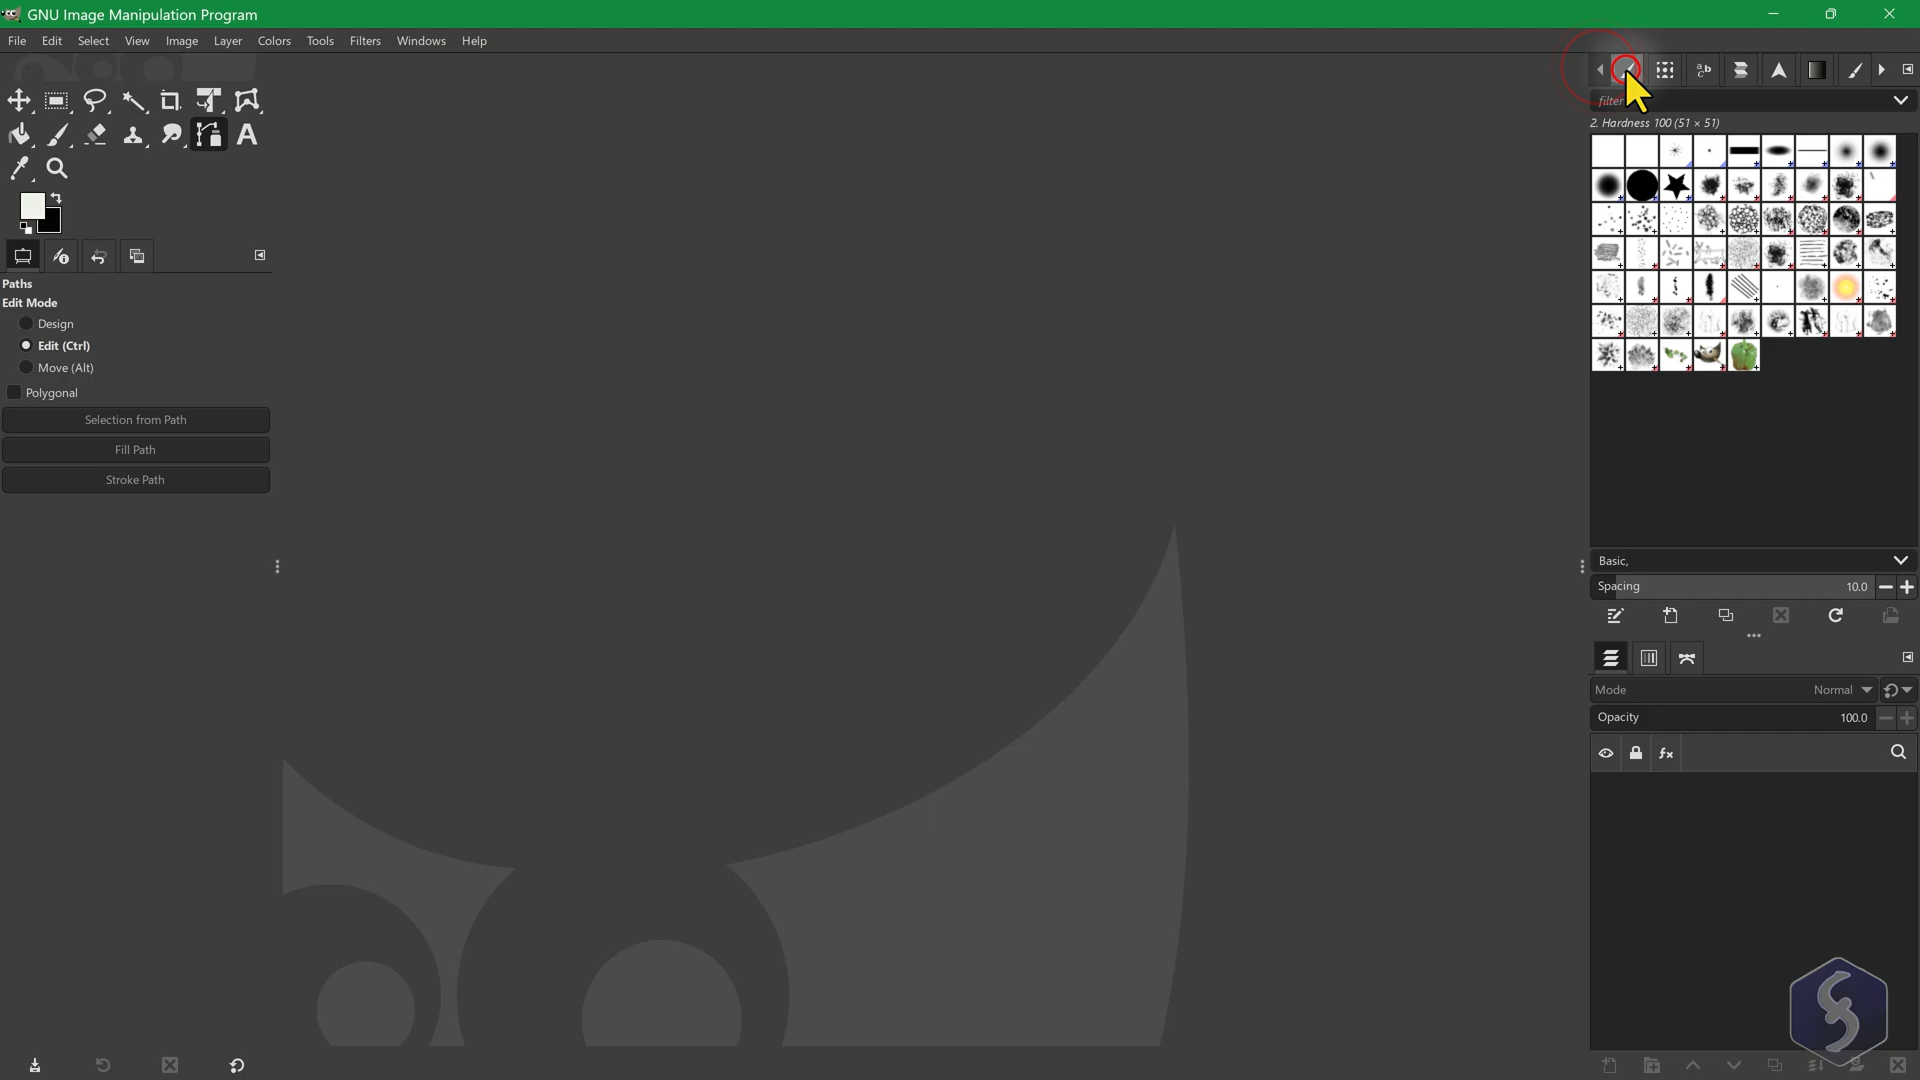 GNU Image Manipulation Program
File Edit Select View Image Layer Colors Tools Filters Windows Help
filter
2. Hardness 100 (51 × 51)
Paths
Edit Mode
Design
Edit (Ctrl)
Move (Alt)
Polygonal
Selection from Path
Fill Path
Stroke Path
Basic,
Spacing 10.0
Mode Normal
Opacity 100.0
fx